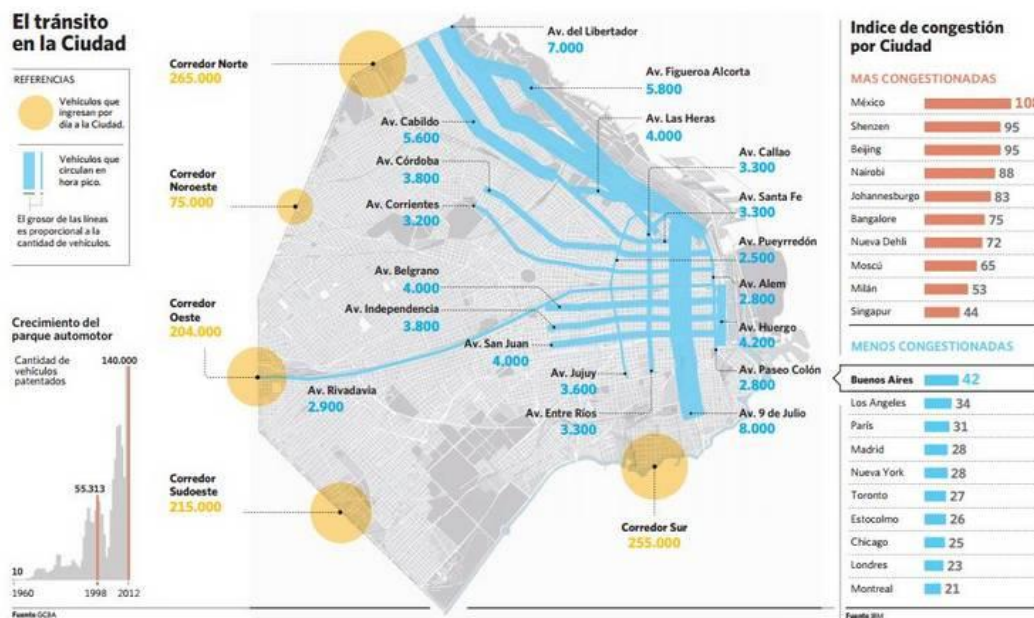 El tránsito
en la Ciudad
REFERENCIAS
Vehículos que
ingresan por
día a la Ciudad.
Vehículos que
circulan en
hora pico.
El grosor de las líneas
es proporcional a la
cantidad de vehículos.
Crecimiento del
parque automotor
Cantidad de
vehículos
patentados
140.000
55.313
10
1960
1998
2012
Fuente GCBA
Corredor Norte
265.000
Corredor
Noroeste
75.000
Corredor
Oeste
204.000
Corredor
Sudoeste
215.000
Corredor Sur
255.000
Av. del Libertador
7.000
Av. Figueroa Alcorta
5.800
Av. Cabildo
5.600
Av. Las Heras
4.000
Av. Córdoba
3.800
Av. Callao
3.300
Av. Corrientes
3.200
Av. Santa Fe
3.300
Av. Pueyrredón
2.500
Av. Belgrano
4.000
Av. Alem
2.800
Av. Independencia
3.800
Av. Huergo
4.200
Av. San Juan
4.000
Av. Paseo Colón
2.800
Av. Jujuy
3.600
Av. Rivadavia
2.900
Av. Entre Ríos
3.300
Av. 9 de Julio
8.000
Indice de congestión
por Ciudad
MAS CONGESTIONADAS
México 108
Shenzen 95
Beijing 95
Nairobi 88
Johannesburgo 83
Bangalore 75
Nueva Dehli 72
Moscú 65
Milán 53
Singapur 44
MENOS CONGESTIONADAS
Buenos Aires 42
Los Angeles 34
París 31
Madrid 28
Nueva York 28
Toronto 27
Estocolmo 26
Chicago 25
Londres 23
Montreal 21
Fuente IBM